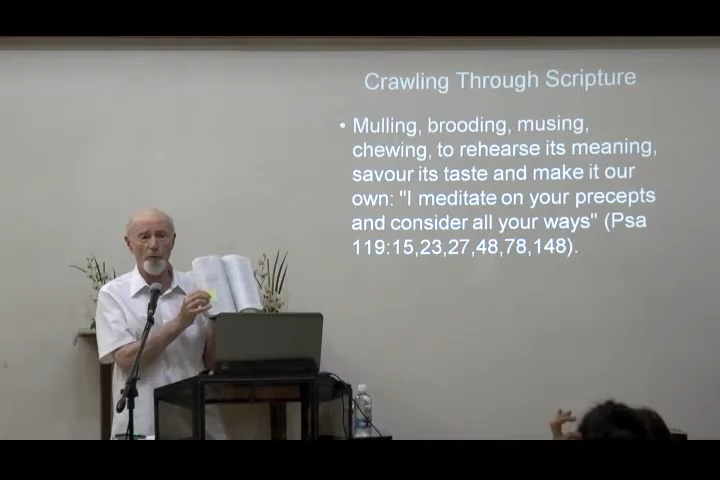 Crawling Through Scripture
• Mulling, brooding, musing,
chewing, to rehearse its meaning,
savour its taste and make it our
own: "I meditate on your precepts
and consider all your ways" (Psa
119:15,23,27,48,78,148).